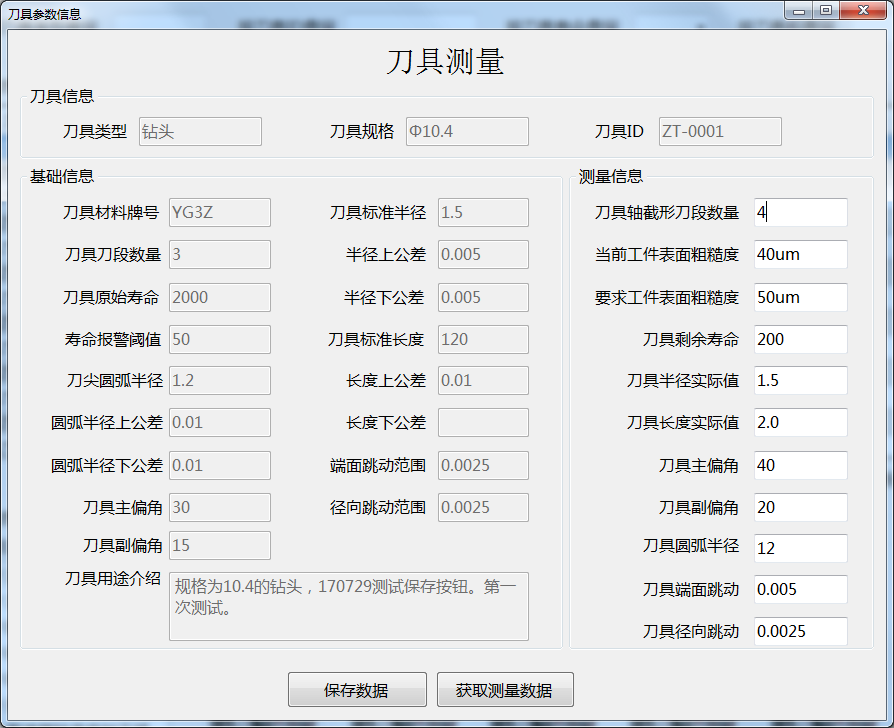 刀具参数信息
刀具测量
刀具信息
刀具类型 钻头 刀具规格 Φ10.4 刀具ID ZT-0001
基础信息 测量信息
刀具材料牌号 YG3Z 刀具标准半径 1.5 刀具轴截形刀段数量 4
刀具刀段数量 3 半径上公差 0.005 当前工件表面粗糙度 40um
刀具原始寿命 2000 半径下公差 0.005 要求工件表面粗糙度 50um
寿命报警阈值 50 刀具标准长度 120 刀具剩余寿命 200
刀尖圆弧半径 1.2 长度上公差 0.01 刀具半径实际值 1.5
圆弧半径上公差 0.01 长度下公差 刀具长度实际值 2.0
圆弧半径下公差 0.01 端面跳动范围 0.0025 刀具主偏角 40
刀具主偏角 30 径向跳动范围 0.0025 刀具副偏角 20
刀具副偏角 15 刀具圆弧半径 12
刀具用途介绍 规格为10.4的钻头，170729测试保存按钮。第一 刀具端面跳动 0.005
次测试。
刀具径向跳动 0.0025
保存数据 获取测量数据